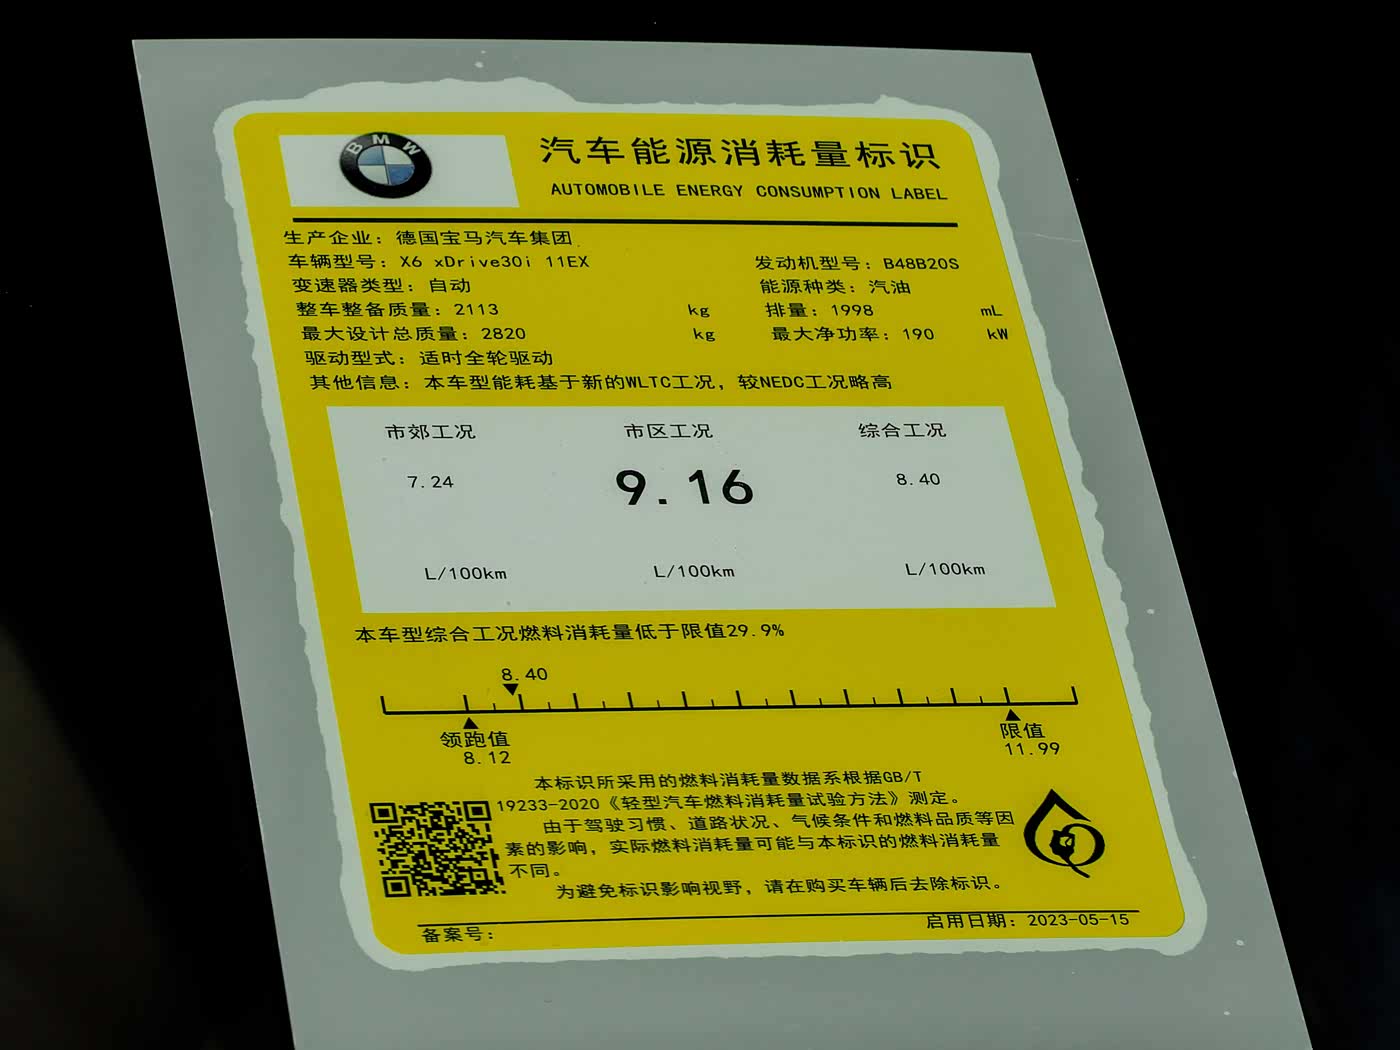 BMW
汽车能源消耗量标识
AUTOMOBILE ENERGY CONSUMPTION LABEL
生产企业：德国宝马汽车集团
车辆型号：X6 xDrive30i 11EX 发动机型号：B48B20S
变速器类型：自动 能源种类：汽油
整车整备质量：2113 kg 排量：1998 mL
最大设计总质量：2820 kg 最大净功率：190 kW
驱动型式：适时全轮驱动
其他信息：本车型能耗基于新的WLTC工况，较NEDC工况略高
市郊工况 市区工况 综合工况
7.24 9.16 8.40
L/100km L/100km L/100km
本车型综合工况燃料消耗量低于限值29.9%
8.40
领跑值 限值
8.12 11.99
本标识所采用的燃料消耗量数据系根据GB/T
19233-2020《轻型汽车燃料消耗量试验方法》测定。
由于驾驶习惯、道路状况、气候条件和燃料品质等因
素的影响，实际燃料消耗量可能与本标识的燃料消耗量
不同。
为避免标识影响视野，请在购买车辆后去除标识。
备案号： 启用日期：2023-05-15